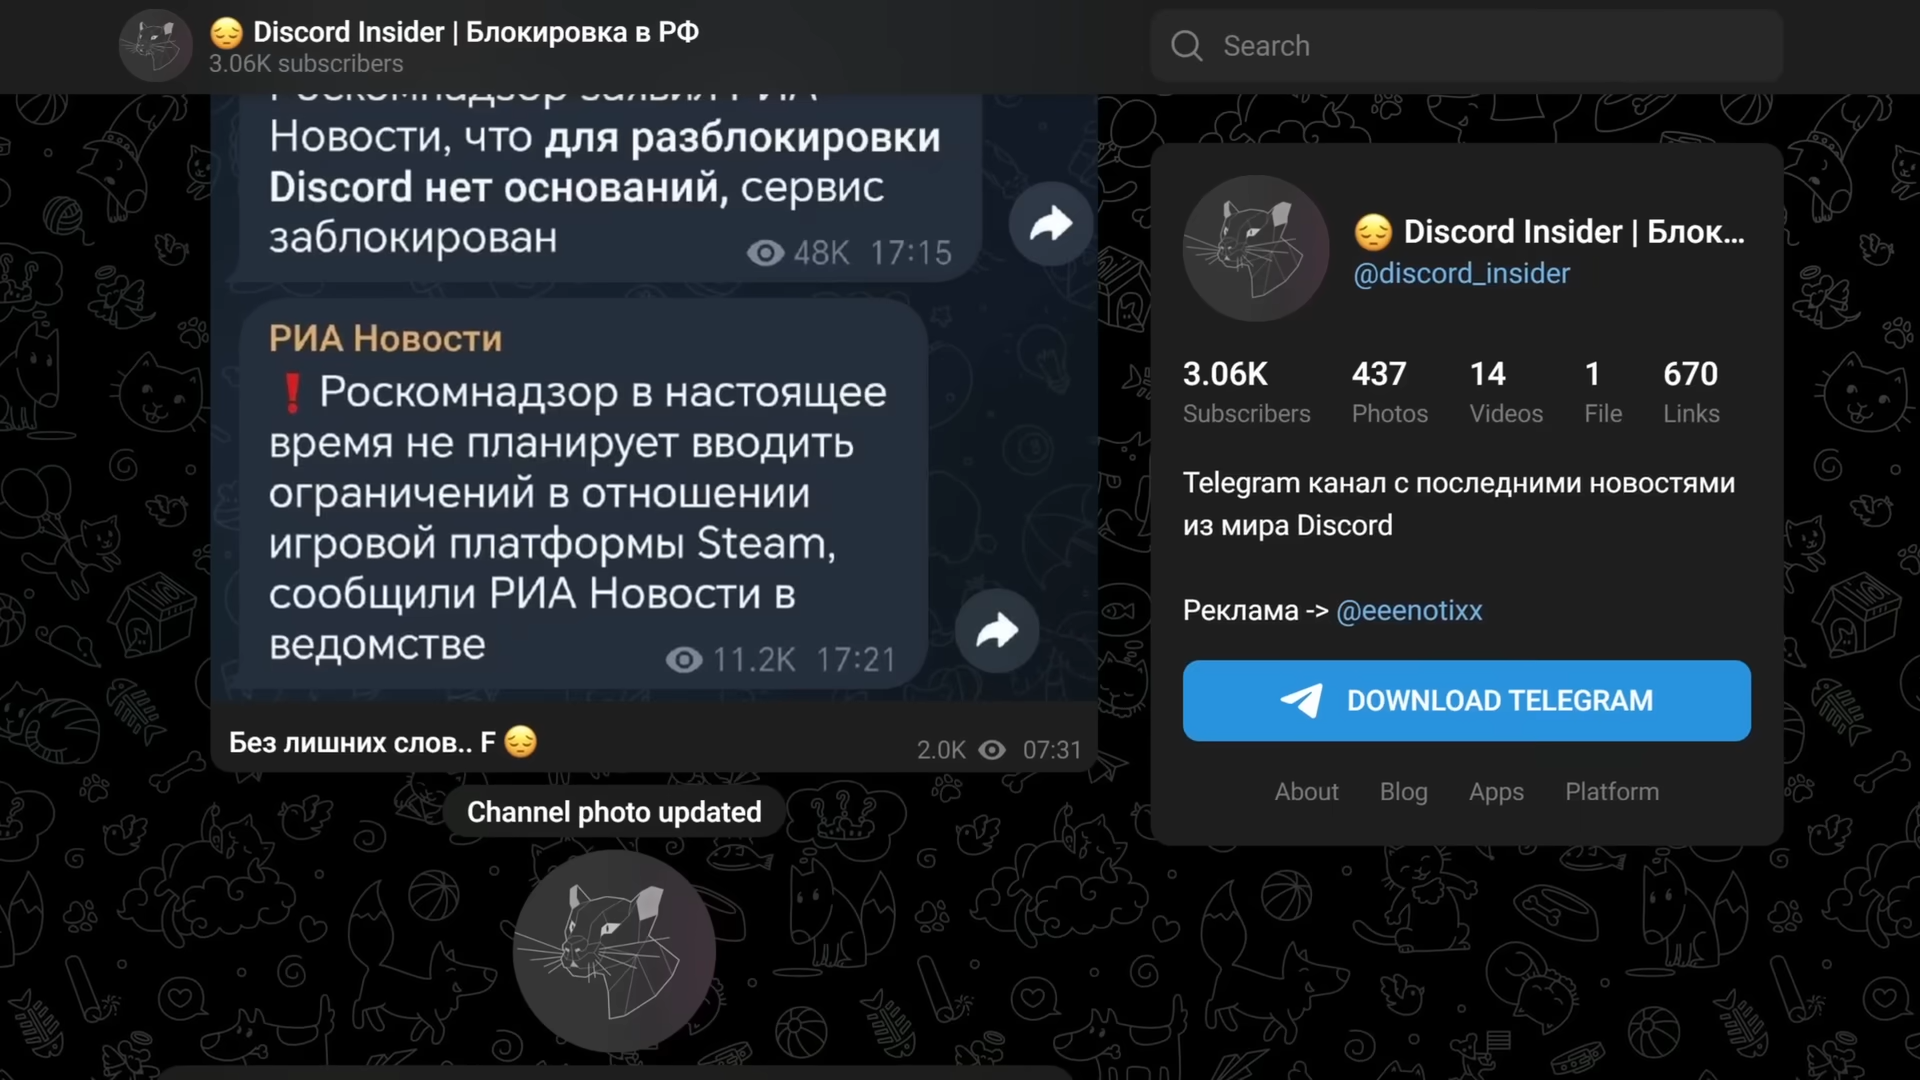 😔 Discord Insider | Блокировка в РФ
3.06K subscribers
Search
Роскомнадзор заявил РИА
Новости, что для разблокировки
Discord нет оснований, сервис
заблокирован
48K 17:15
РИА Новости
❗ Роскомнадзор в настоящее
время не планирует вводить
ограничений в отношении
игровой платформы Steam,
сообщили РИА Новости в
ведомстве
11.2K 17:21
Без лишних слов.. F 😔
2.0K 07:31
Channel photo updated
😔 Discord Insider | Блок...
@discord_insider
3.06K 437 14 1 670
Subscribers Photos Videos File Links
Telegram канал с последними новостями
из мира Discord
Реклама -> @eeenotixx
DOWNLOAD TELEGRAM
About Blog Apps Platform